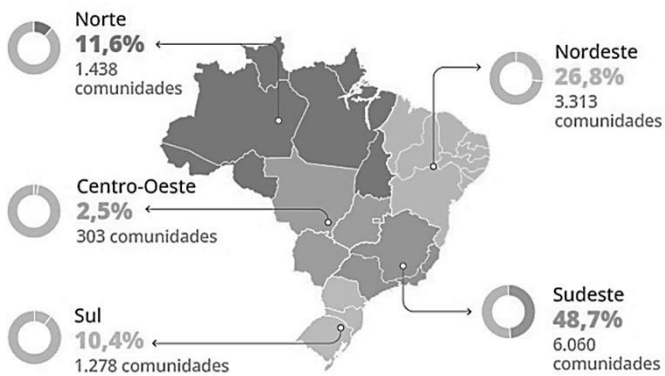 Norte
11,6%
1.438
comunidades
Nordeste
26,8%
3.313
comunidades
Centro-Oeste
2,5%
303 comunidades
Sul
10,4%
1.278 comunidades
Sudeste
48,7%
6.060
comunidades